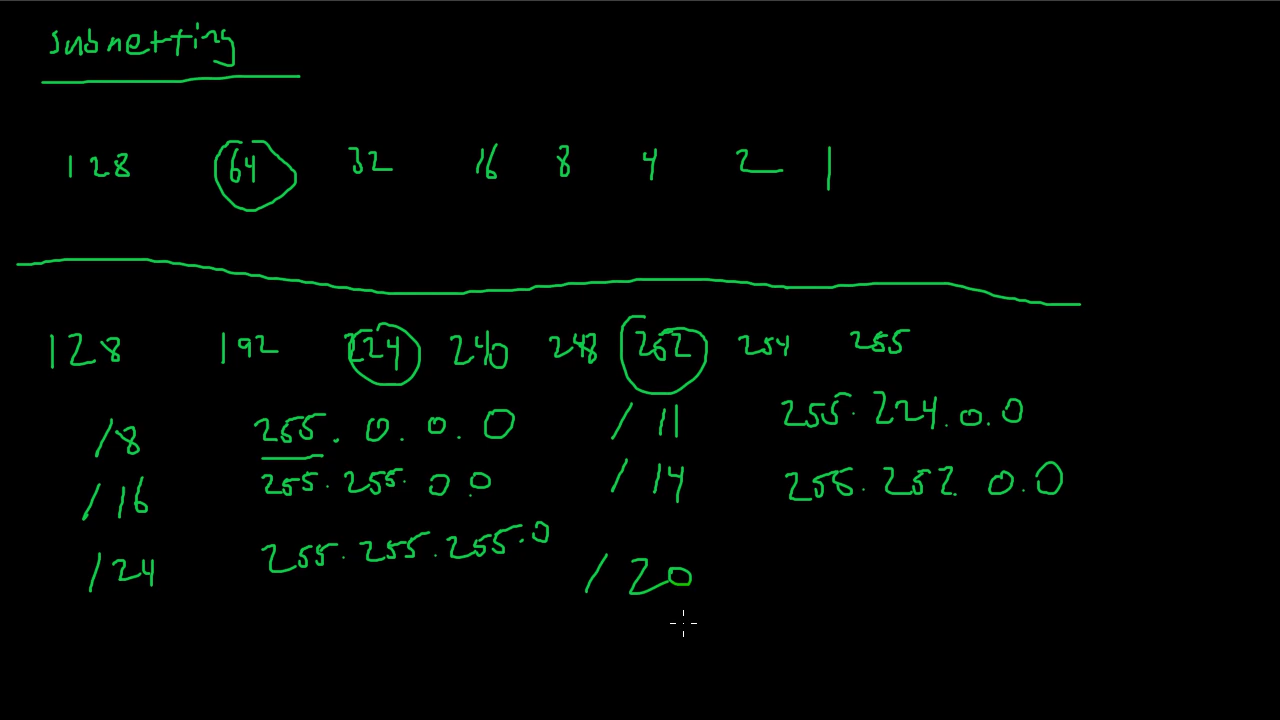 subnetting
128 64 32 16 8 4 2 1
128 192 224 240 248 252 254 255
/8 255.0.0.0 /11 255.224.0.0
/16 255.255.0.0 /14 255.252.0.0
/24 255.255.255.0 /20